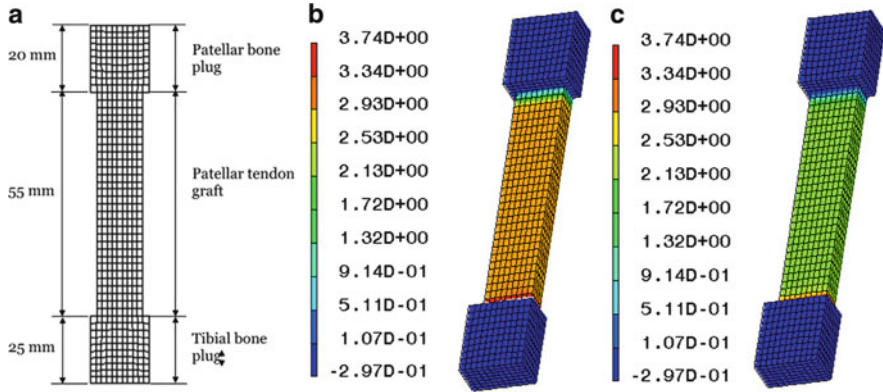 a
20 mm
55 mm
25 mm
Patellar bone
plug
Patellar tendon
graft
Tibial bone
plug
b
3.74D+00
3.34D+00
2.93D+00
2.53D+00
2.13D+00
1.72D+00
1.32D+00
9.14D-01
5.11D-01
1.07D-01
-2.97D-01
c
3.74D+00
3.34D+00
2.93D+00
2.53D+00
2.13D+00
1.72D+00
1.32D+00
9.14D-01
5.11D-01
1.07D-01
-2.97D-01